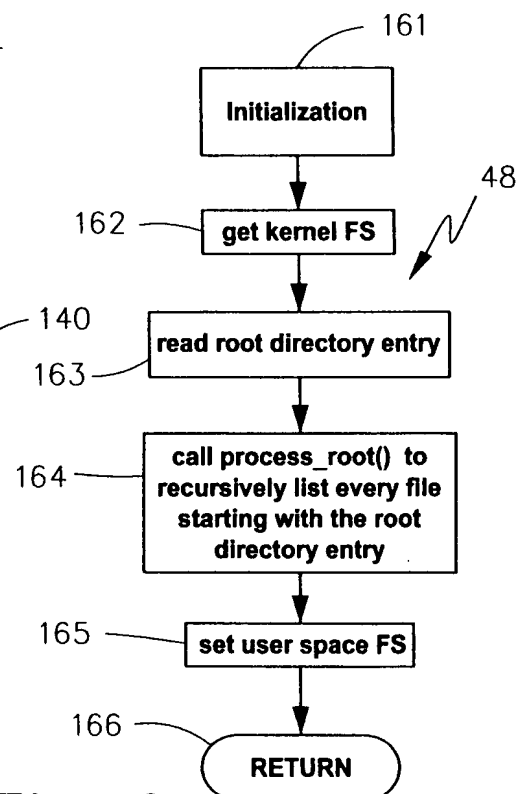 161
Initialization
48
162
get kernel FS
140
read root directory entry
163
164
call process_root() to
recursively list every file
starting with the root
directory entry
165
set user space FS
166
RETURN